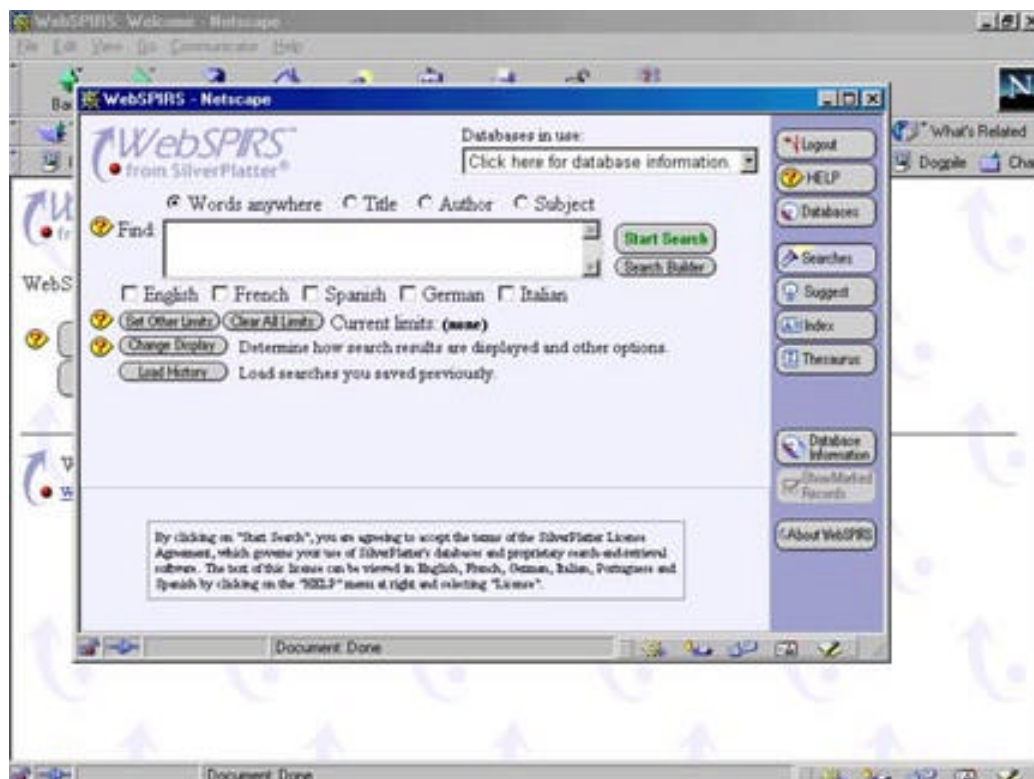 WebSPIRS: Welcome - Netscape
File Edit View Go Communicator Help
WebSPIRS - Netscape
N
What's Related
Dogpile
WebSPIRS™
from SilverPlatter®
Databases in use:
Click here for database information.
Logout
HELP
Databases
Words anywhere Title Author Subject
Find:
Start Search
Search Builder
Searches
Suggest
Index
Thesaurus
WebS
English French Spanish German Italian
Set Other Limits Clear All Limits Current limits: (none)
Change Display Determine how search results are displayed and other options.
Load History Load searches you saved previously.
Database Information
Show Marked Records
About WebSPIRS
By clicking on "Start Search", you are agreeing to accept the terms of the SilverPlatter License
Agreement, which governs your use of SilverPlatter's databases and proprietary search-and-retrieval
software. The text of this license can be viewed in English, French, German, Italian, Portuguese and
Spanish by clicking on the "HELP" menu at right and selecting "License".
Document: Done
Document: Done